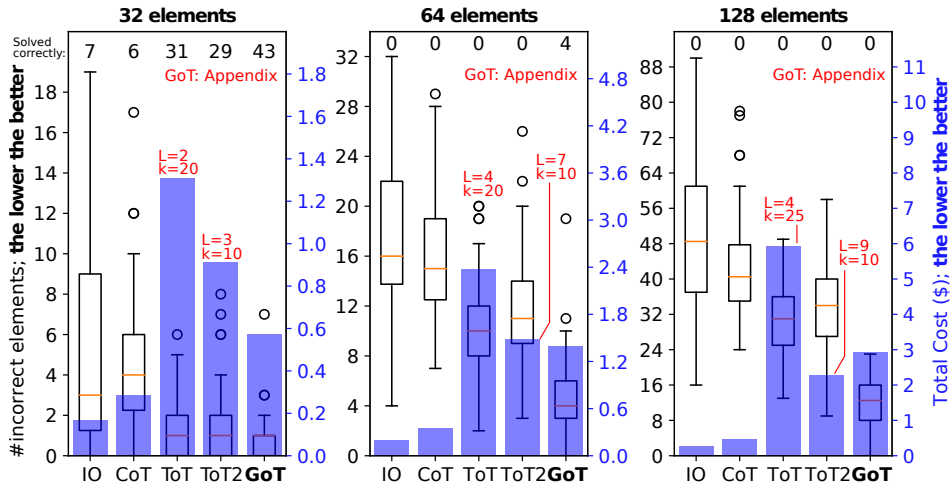 32 elements
64 elements
128 elements
Solved correctly:
7 6 31 29 43
0 0 0 0 4
0 0 0 0 0
GoT: Appendix
GoT: Appendix
GoT: Appendix
#incorrect elements; the lower the better
18
16
14
12
10
8
6
4
2
0
L=2
k=20
L=3
k=10
1.8
1.6
1.4
1.2
1.0
0.8
0.6
0.4
0.2
0.0
IO CoT ToT ToT2 GoT
32
28
24
20
16
12
8
4
0
L=4
k=20
L=7
k=10
4.8
4.2
3.6
3.0
2.4
1.8
1.2
0.6
0.0
IO CoT ToT ToT2 GoT
88
80
72
64
56
48
40
32
24
16
8
0
L=4
k=25
L=9
k=10
11
10
9
8
7
6
5
4
3
2
1
0
IO CoT ToT ToT2 GoT
Total Cost ($); the lower the better